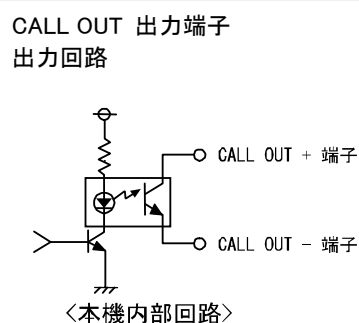 CALL OUT 出力端子
出力回路
CALL OUT + 端子
CALL OUT - 端子
〈本機内部回路〉